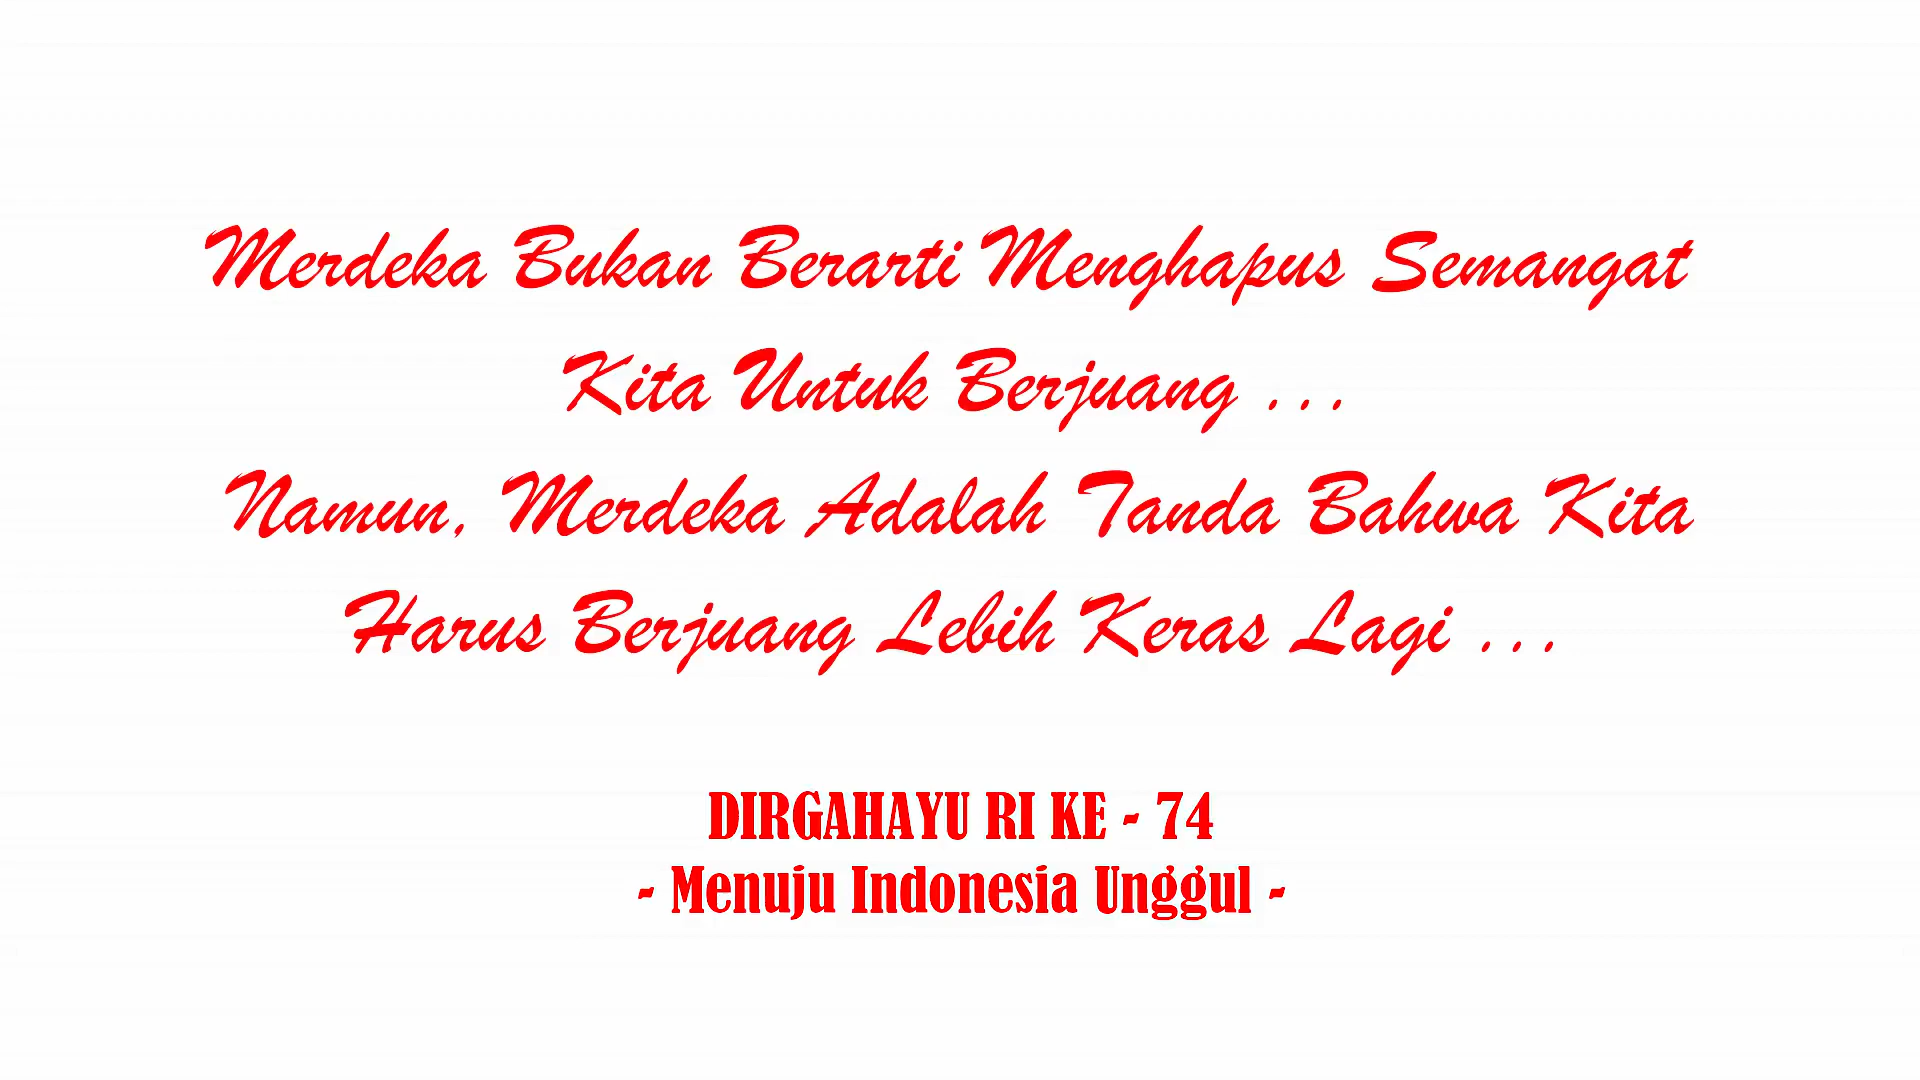 Merdeka Bukan Berarti Menghapus Semangat
Kita Untuk Berjuang ...
Namun, Merdeka Adalah Tanda Bahwa Kita
Harus Berjuang Lebih Keras Lagi ...
DIRGAHAYU RI KE - 74
- Menuju Indonesia Unggul -